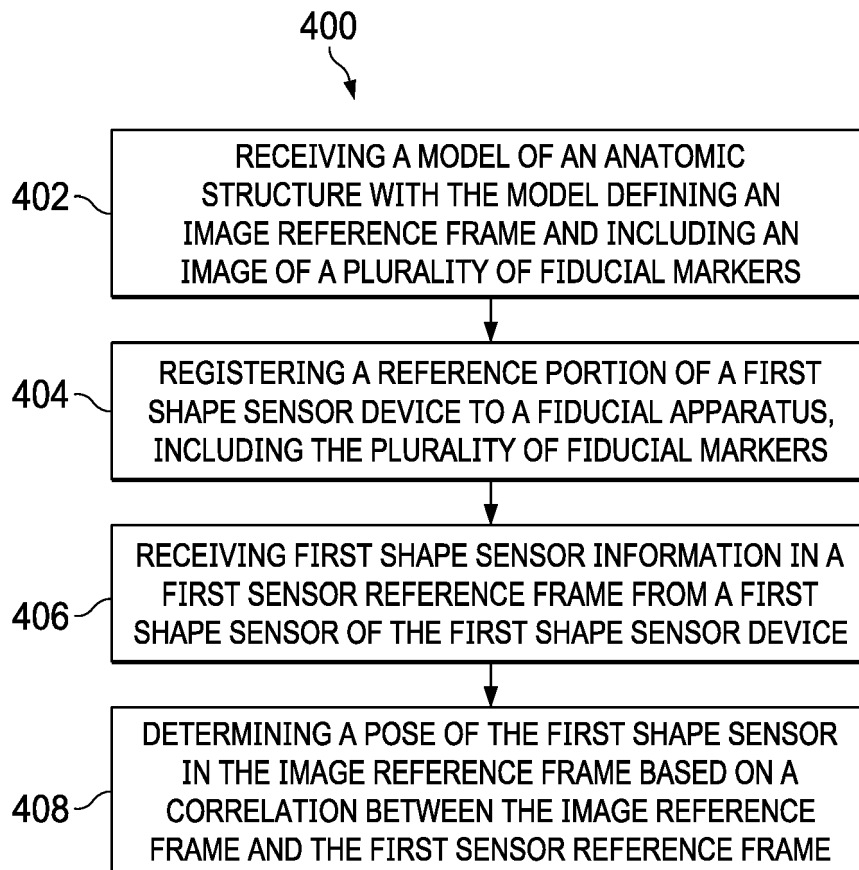 400
402
RECEIVING A MODEL OF AN ANATOMIC
STRUCTURE WITH THE MODEL DEFINING AN
IMAGE REFERENCE FRAME AND INCLUDING AN
IMAGE OF A PLURALITY OF FIDUCIAL MARKERS
404
REGISTERING A REFERENCE PORTION OF A FIRST
SHAPE SENSOR DEVICE TO A FIDUCIAL APPARATUS,
INCLUDING THE PLURALITY OF FIDUCIAL MARKERS
406
RECEIVING FIRST SHAPE SENSOR INFORMATION IN A
FIRST SENSOR REFERENCE FRAME FROM A FIRST
SHAPE SENSOR OF THE FIRST SHAPE SENSOR DEVICE
408
DETERMINING A POSE OF THE FIRST SHAPE SENSOR
IN THE IMAGE REFERENCE FRAME BASED ON A
CORRELATION BETWEEN THE IMAGE REFERENCE
FRAME AND THE FIRST SENSOR REFERENCE FRAME